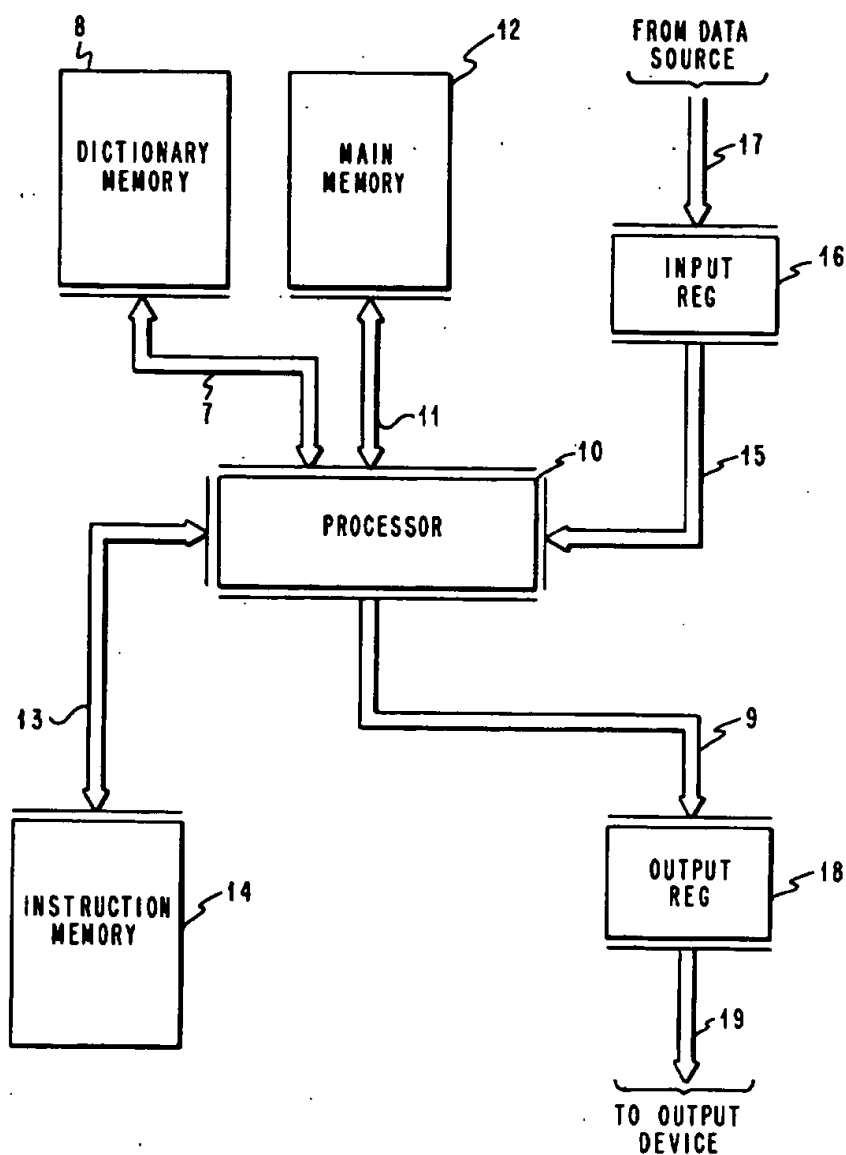 8
12
FROM DATA
SOURCE
DICTIONARY
MEMORY
MAIN
MEMORY
17
INPUT
REG
16
7
11
10
15
PROCESSOR
13
9
INSTRUCTION
MEMORY
14
OUTPUT
REG
18
19
TO OUTPUT
DEVICE